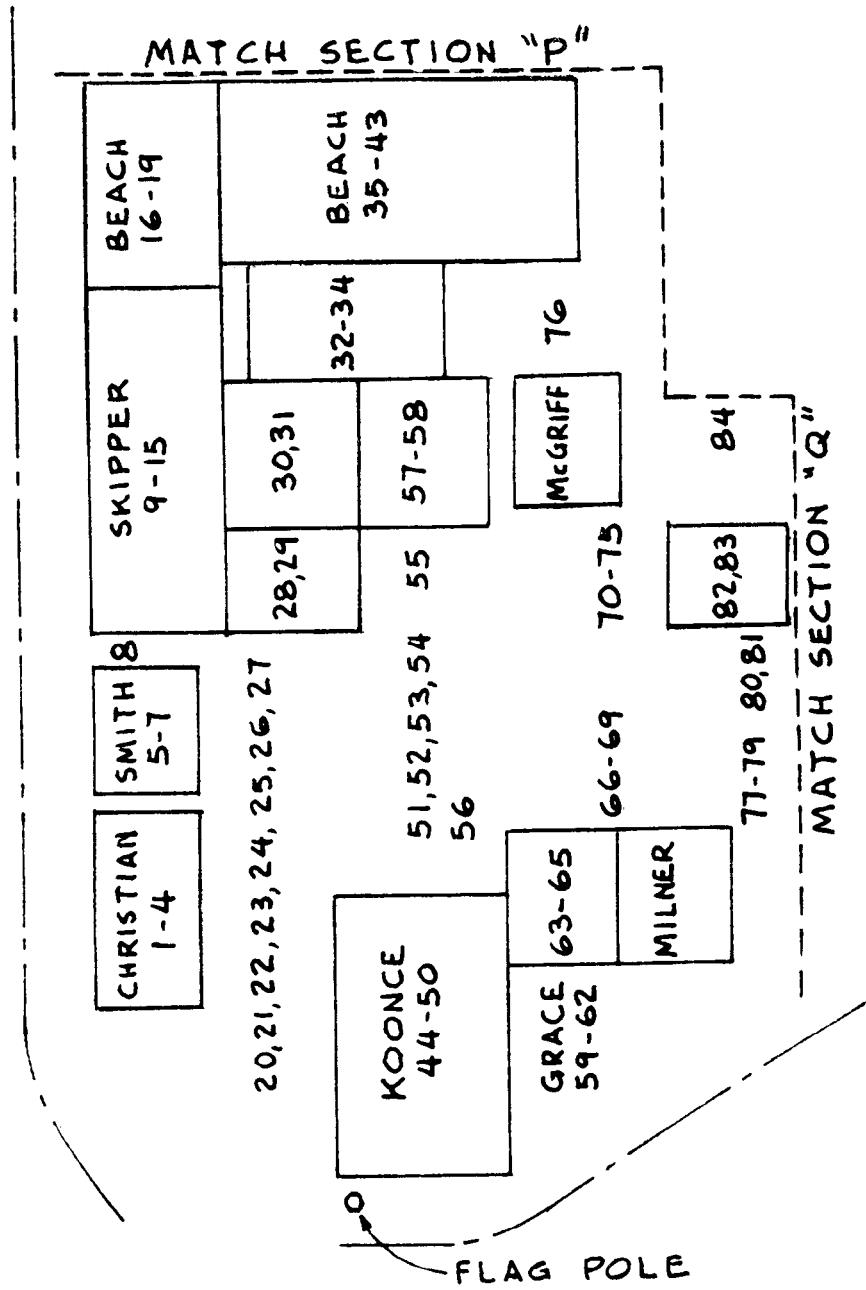 MATCH SECTION "P"
BEACH
16-19
BEACH
35-43
SKIPPER
9-15
32-34
76
30,31
57-58
McGRIFF
84
28,29
55
70-75
82,83
8
SMITH
5-7
20,21,22,23,24,25,26,27
51,52,53,54
56
66-69
77-79 80,81
MATCH SECTION "Q"
CHRISTIAN
1-4
KOONCE
44-50
63-65
MILNER
GRACE
59-62
FLAG POLE